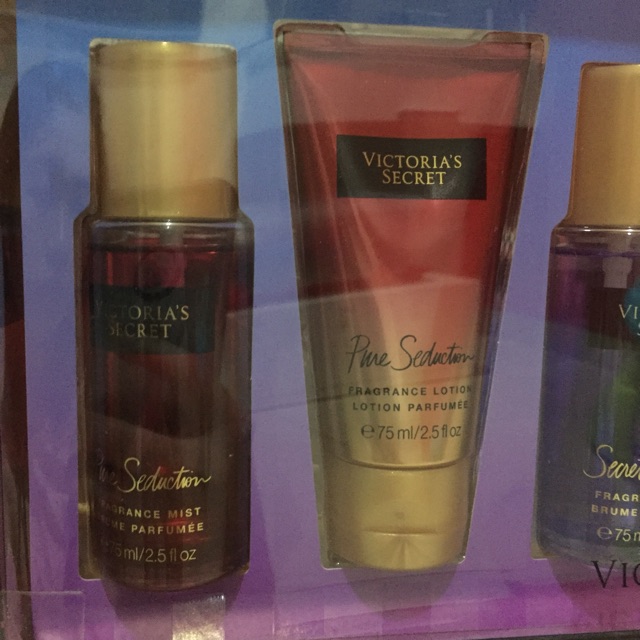 VICTORIA'S
SECRET
Pure Seduction
FRAGRANCE MIST
BRUME PARFUMÉE
75 ml/2.5 fl oz
VICTORIA'S
SECRET
Pure Seduction
FRAGRANCE LOTION
LOTION PARFUMÉE
℮ 75 ml/2.5 fl oz